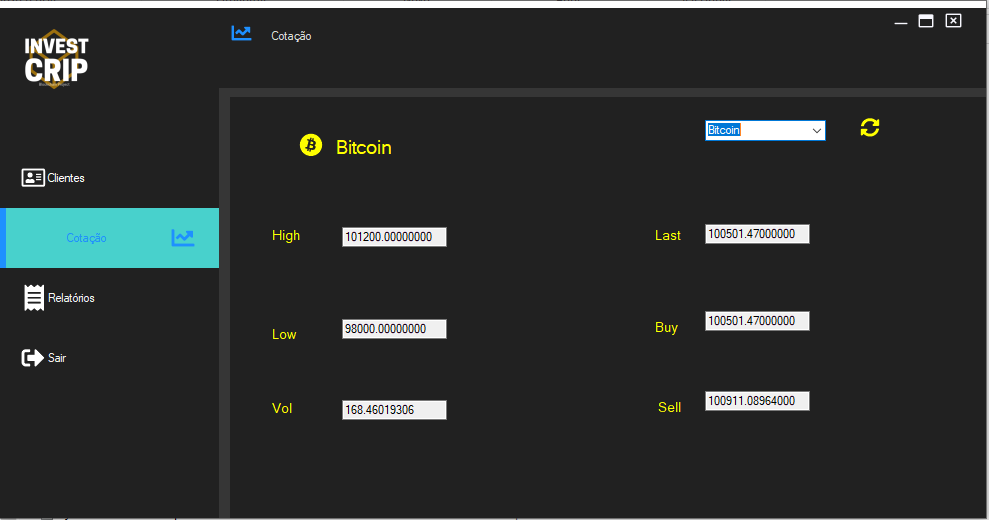 INVEST
CRIP
Cotação
Clientes
Cotação
Relatórios
Sair
Bitcoin
Bitcoin
High
101200.00000000
Last
100501.47000000
Low
98000.00000000
Buy
100501.47000000
Vol
168.46019306
Sell
100911.08964000